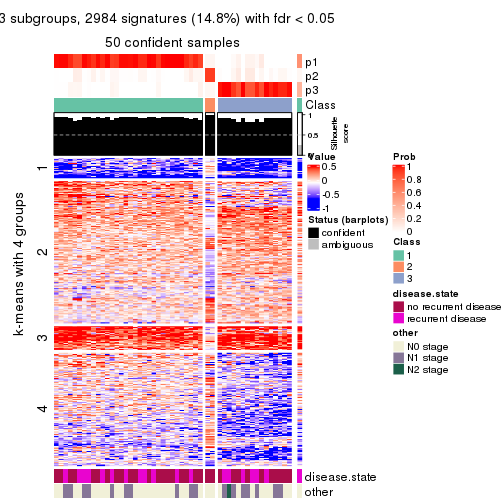 3 subgroups, 2984 signatures (14.8%) with fdr < 0.05
50 confident samples
p1
p2
p3
Class
1
0.5
0
Silhouette
score
k-means with 4 groups
1
2
3
4
disease.state
other
Value
0.5
0
-0.5
-1
Status (barplots)
confident
ambiguous
Prob
1
0.8
0.6
0.4
0.2
0
Class
1
2
3
disease.state
no recurrent disease
recurrent disease
other
N0 stage
N1 stage
N2 stage